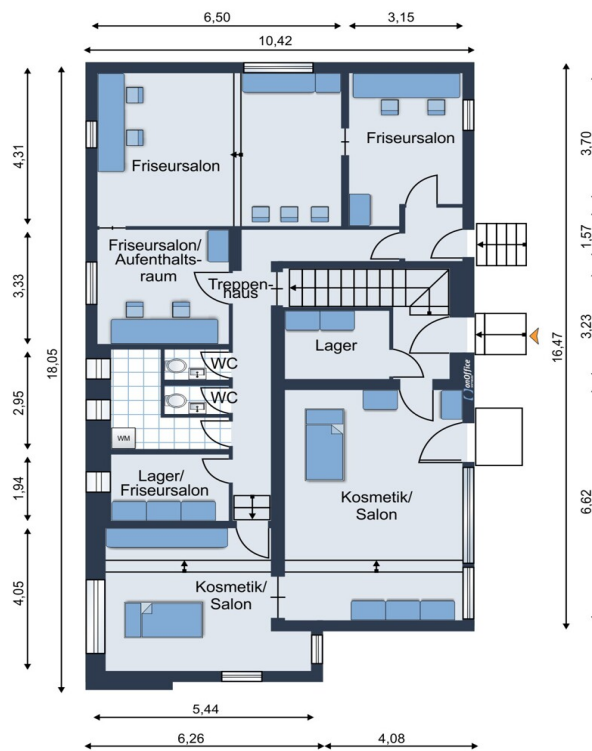 6,50
3,15
10,42
4,31
3,33
2,95
1,94
4,05
18,05
Friseursalon
Friseursalon
Friseursalon/
Aufenthalts-
raum
Treppen-
haus
Lager
WC
WC
WM
Lager/
Friseursalon
Kosmetik/
Salon
Kosmetik/
Salon
onOffice
16,47
3,70
1,57
3,23
6,62
5,44
6,26
4,08